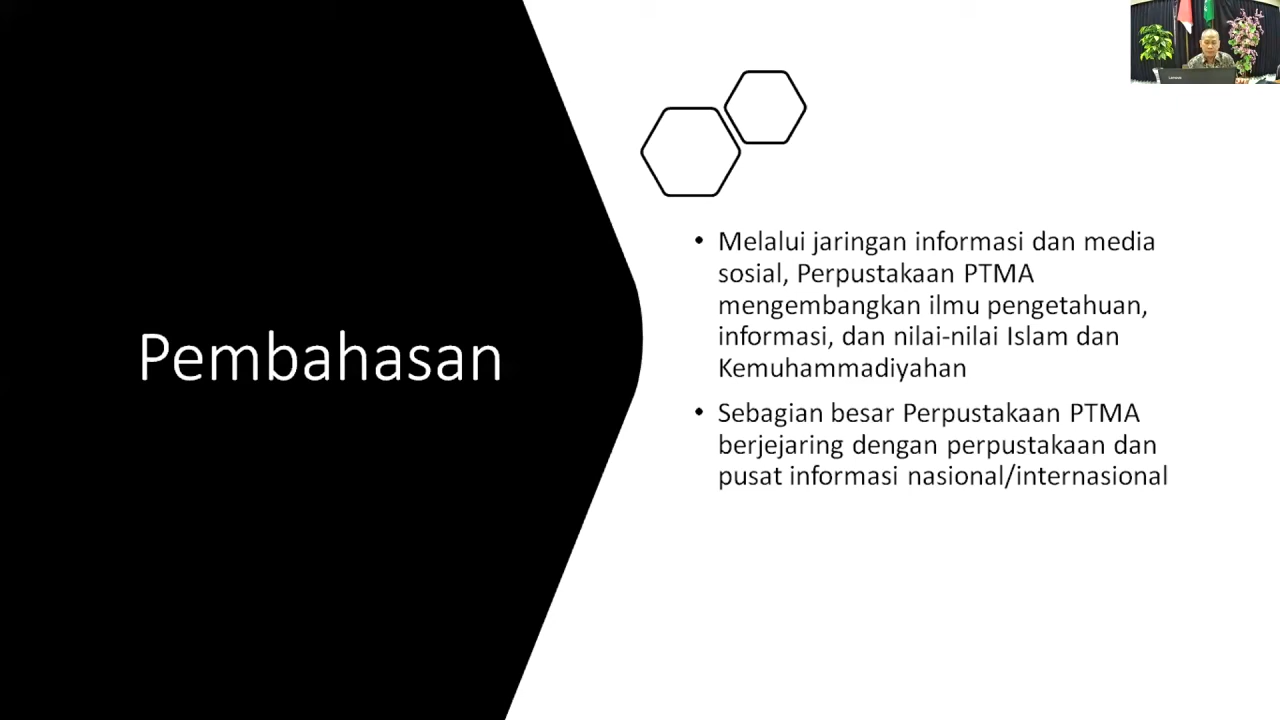 Pembahasan
• Melalui jaringan informasi dan media
sosial, Perpustakaan PTMA
mengembangkan ilmu pengetahuan,
informasi, dan nilai-nilai Islam dan
Kemuhammadiyahan
• Sebagian besar Perpustakaan PTMA
berjejaring dengan perpustakaan dan
pusat informasi nasional/internasional
Lenovo